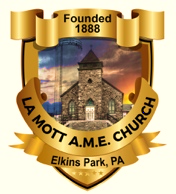 Founded
1888
LA MOTT A.M.E. CHURCH
Elkins Park, PA